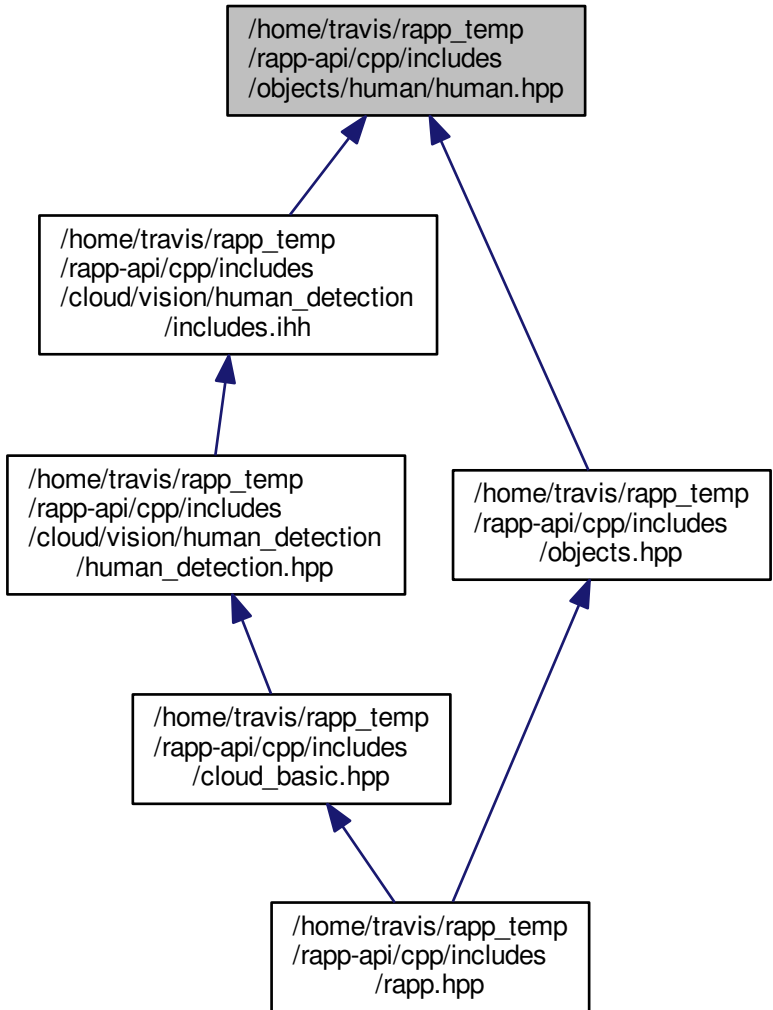 /home/travis/rapp_temp
/rapp-api/cpp/includes
/objects/human/human.hpp
/home/travis/rapp_temp
/rapp-api/cpp/includes
/cloud/vision/human_detection
/includes.ihh
/home/travis/rapp_temp
/rapp-api/cpp/includes
/cloud/vision/human_detection
/human_detection.hpp
/home/travis/rapp_temp
/rapp-api/cpp/includes
/objects.hpp
/home/travis/rapp_temp
/rapp-api/cpp/includes
/cloud_basic.hpp
/home/travis/rapp_temp
/rapp-api/cpp/includes
/rapp.hpp